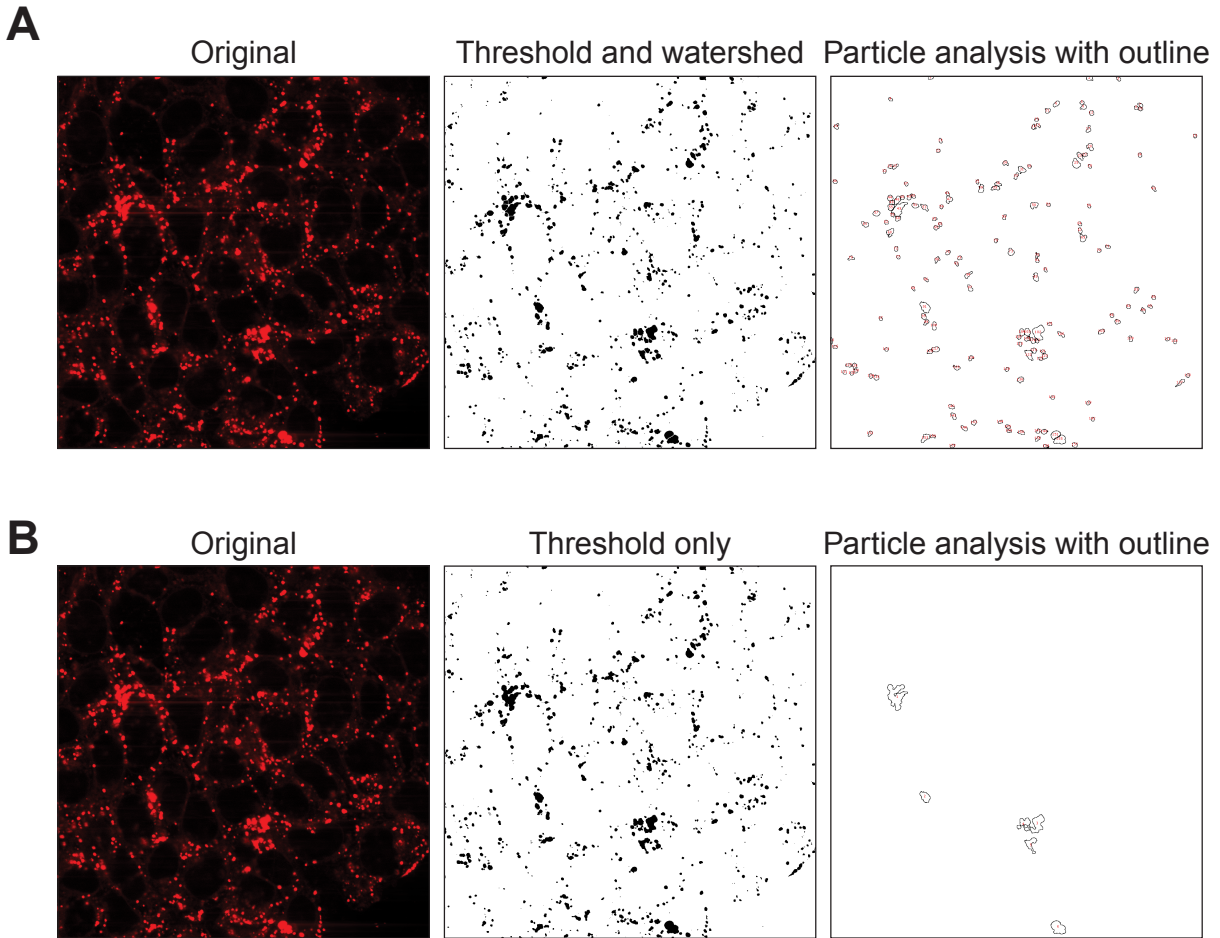 A
Original
Threshold and watershed
Particle analysis with outline
B
Original
Threshold only
Particle analysis with outline